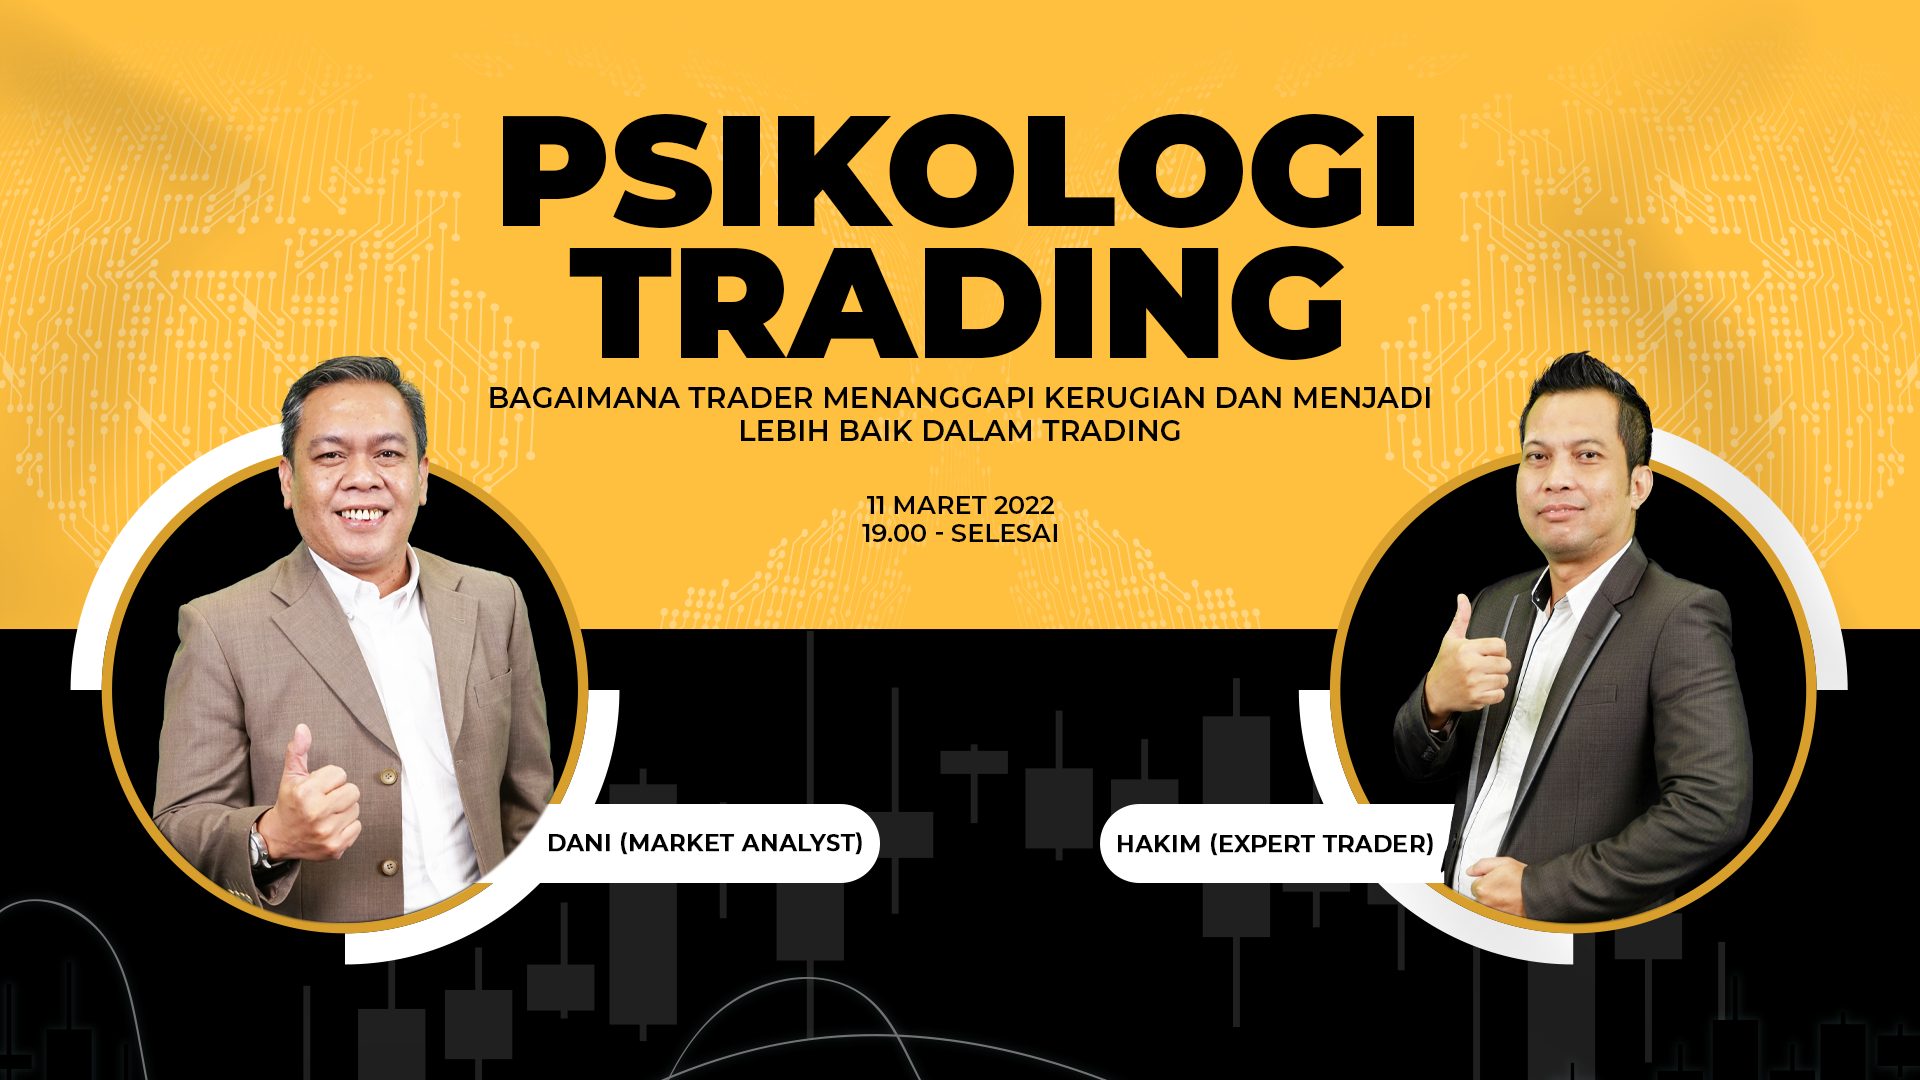 PSIKOLOGI
TRADING
BAGAIMANA TRADER MENANGGAPI KERUGIAN DAN MENJADI
LEBIH BAIK DALAM TRADING
11 MARET 2022
19.00 - SELESAI
DANI (MARKET ANALYST)
HAKIM (EXPERT TRADER)